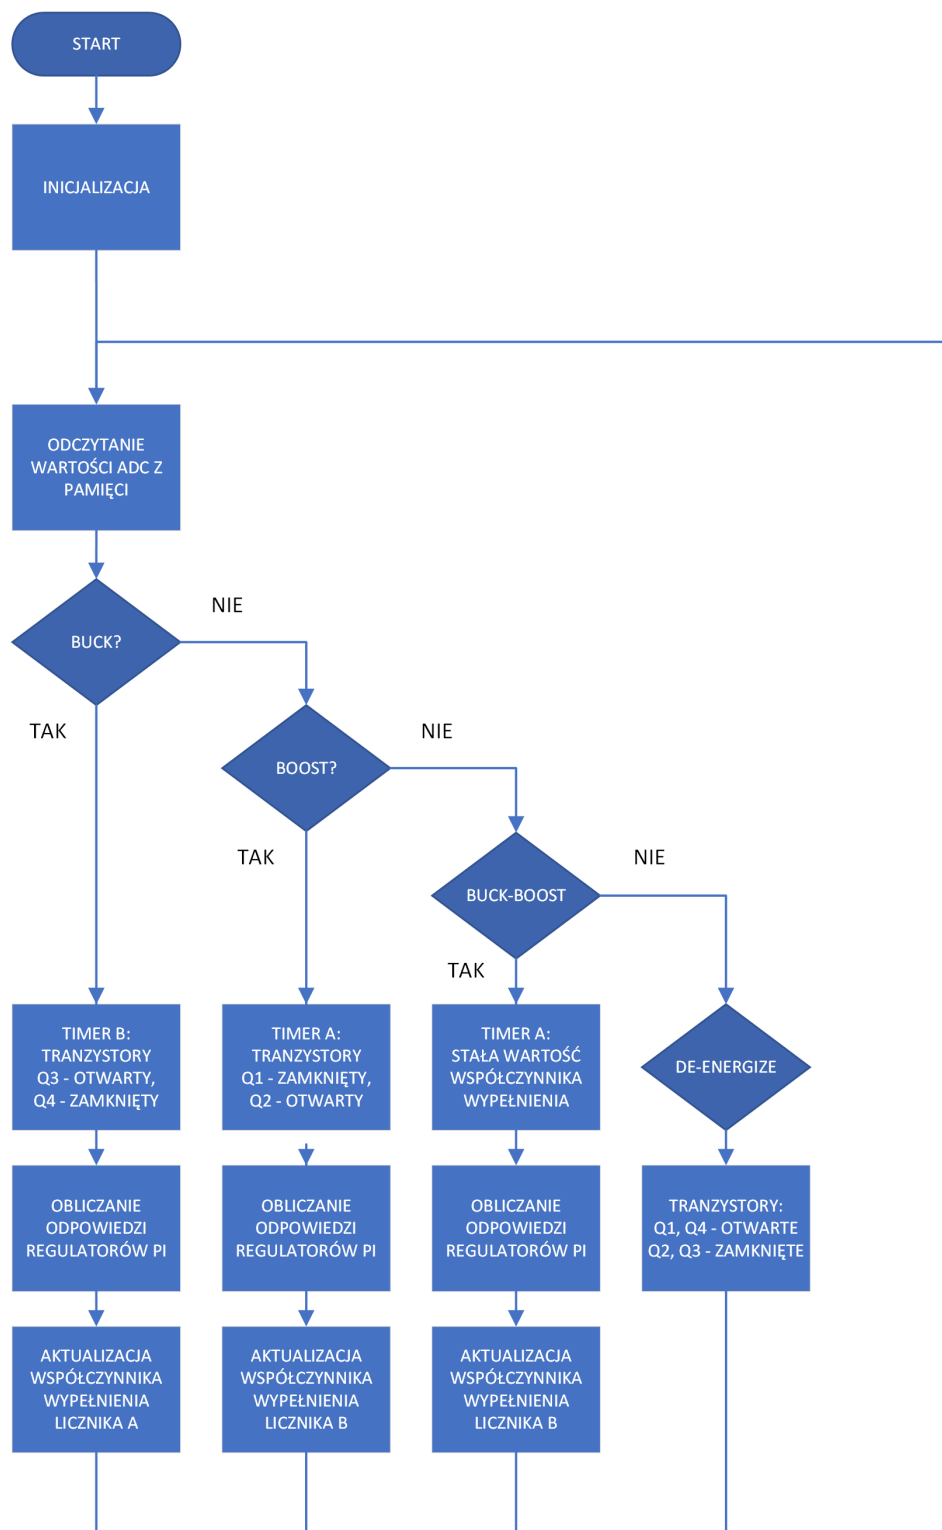 START
INICJALIZACJA
ODCZYTANIE
WARTOŚCI ADC Z
PAMIĘCI
BUCK?
NIE
TAK
BOOST?
NIE
TAK
BUCK-BOOST
NIE
TAK
TIMER B:
TRANZYSTORY
Q3 - OTWARTY,
Q4 - ZAMKNIĘTY
TIMER A:
TRANZYSTORY
Q1 - ZAMKNIĘTY,
Q2 - OTWARTY
TIMER A:
STAŁA WARTOŚĆ
WSPÓŁCZYNNIKA
WYPEŁNIENIA
DE-ENERGIZE
OBLICZANIE
ODPOWIEDZI
REGULATORÓW PI
OBLICZANIE
ODPOWIEDZI
REGULATORÓW PI
OBLICZANIE
ODPOWIEDZI
REGULATORÓW PI
TRANZYSTORY:
Q1, Q4 - OTWARTE
Q2, Q3 - ZAMKNIĘTE
AKTUALIZACJA
WSPÓŁCZYNNIKA
WYPEŁNIENIA
LICZNIKA A
AKTUALIZACJA
WSPÓŁCZYNNIKA
WYPEŁNIENIA
LICZNIKA B
AKTUALIZACJA
WSPÓŁCZYNNIKA
WYPEŁNIENIA
LICZNIKA B